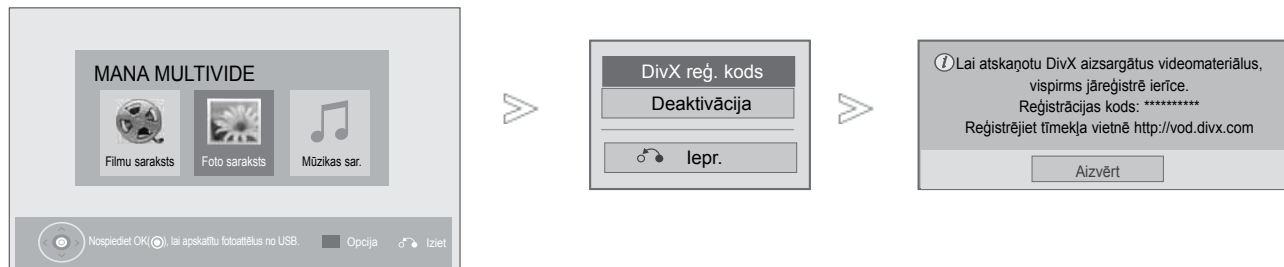 MANA MULTIVIDE
Filmu saraksts
Foto saraksts
Mūzikas sar.
Nospiediet OK(◉), lai apskatītu fotoattēlus no USB.
Opcija
Iziet
DivX reģ. kods
Deaktivācija
Iepr.
Lai atskaņotu DivX aizsargātus videomateriālus,
vispirms jāreģistrē ierīce.
Reģistrācijas kods: **********
Reģistrējiet tīmekļa vietnē http://vod.divx.com
Aizvērt